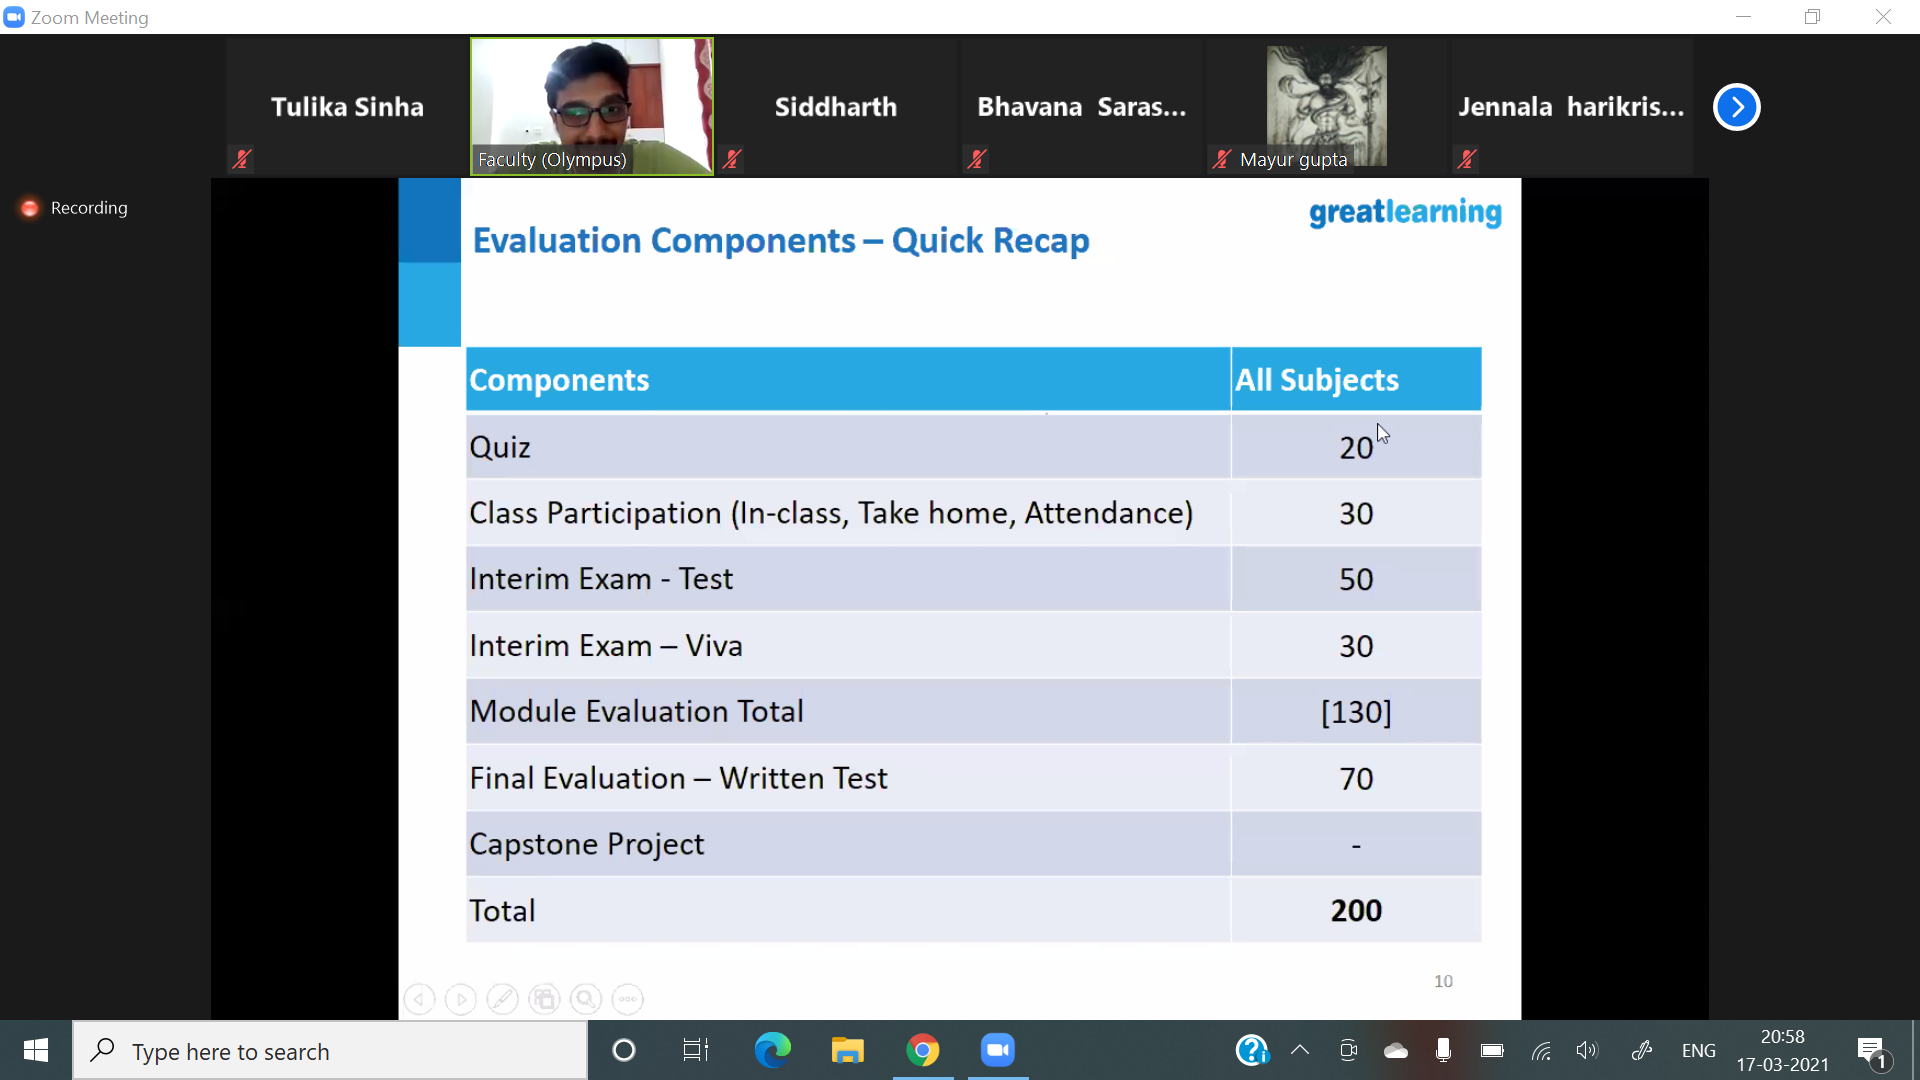 Zoom Meeting
Tulika Sinha
Faculty (Olympus)
Siddharth
Bhavana Saras...
Mayur gupta
Jennala harikris...
Recording
greatlearning
Evaluation Components – Quick Recap
Components All Subjects
Quiz 20
Class Participation (In-class, Take home, Attendance) 30
Interim Exam - Test 50
Interim Exam – Viva 30
Module Evaluation Total [130]
Final Evaluation – Written Test 70
Capstone Project -
Total 200
10
Type here to search
ENG
20:58
17-03-2021
1